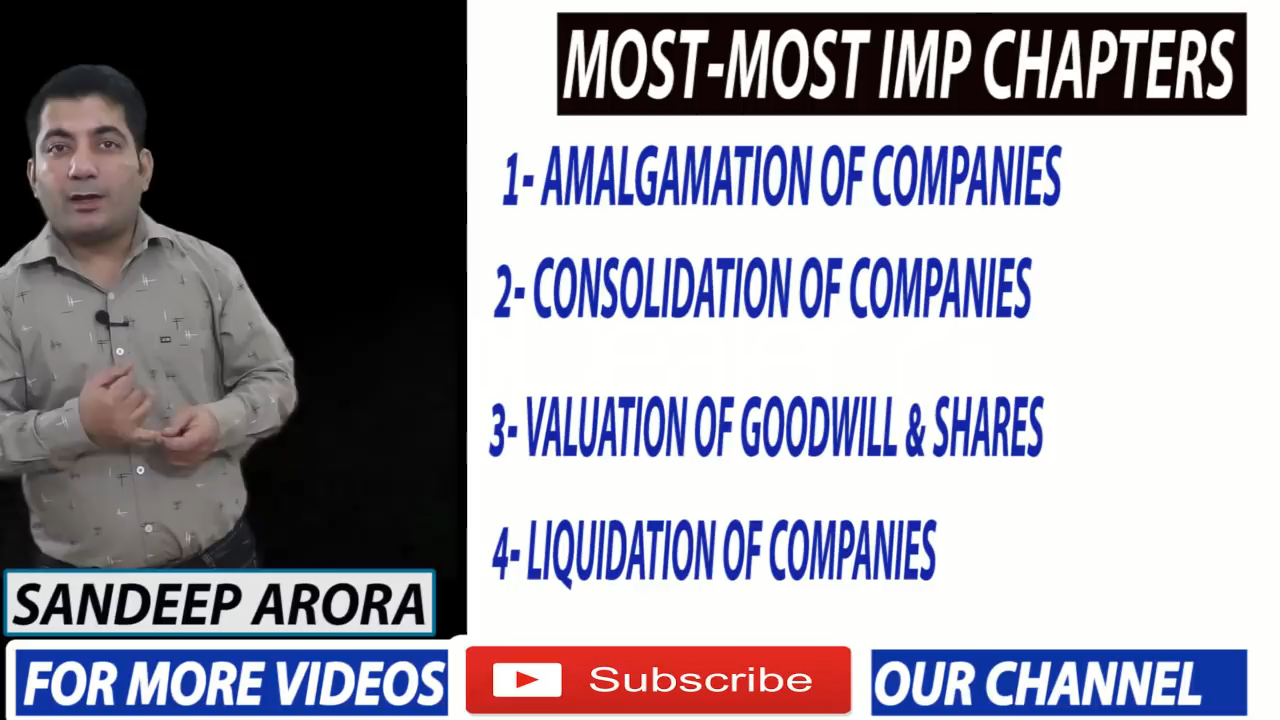 MOST-MOST IMP CHAPTERS
1- AMALGAMATION OF COMPANIES
2- CONSOLIDATION OF COMPANIES
3- VALUATION OF GOODWILL & SHARES
4- LIQUIDATION OF COMPANIES
SANDEEP ARORA
FOR MORE VIDEOS
Subscribe
OUR CHANNEL